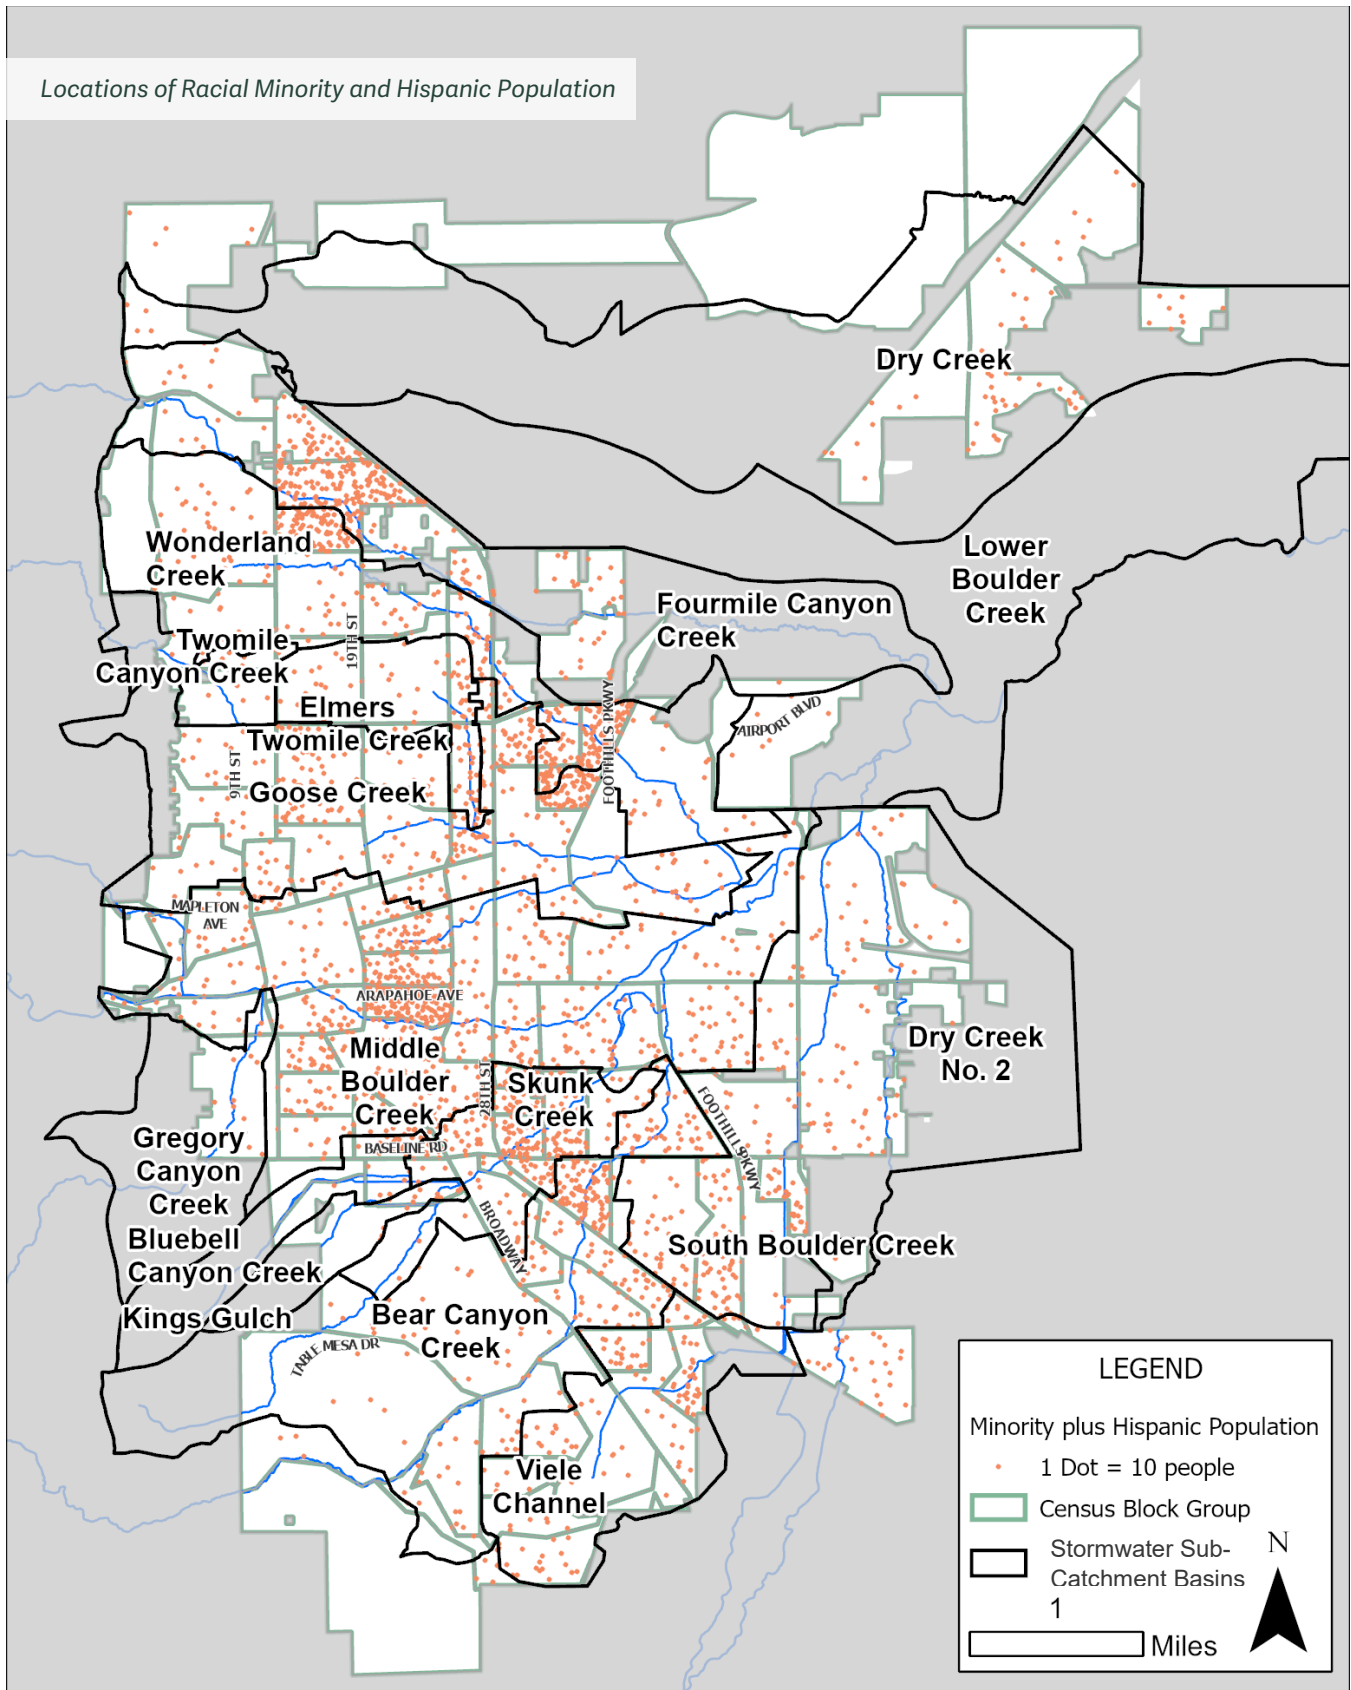 Locations of Racial Minority and Hispanic Population
Dry Creek
Lower
Boulder
Creek
Wonderland
Creek
Fourmile Canyon
Creek
19TH ST
Twomile
Canyon Creek
Elmers
Twomile Creek
FOOTHILLS PKWY
AIRPORT BLVD
9TH ST
Goose Creek
MAPLETON
AVE
ARAPAHOE AVE
Middle
Boulder
Creek
28TH ST
Skunk
Creek
Dry Creek
No. 2
FOOTHILLS PKWY
BASELINE RD
Gregory
Canyon
Creek
BROADWAY
Bluebell
Canyon Creek
South Boulder Creek
Kings Gulch
Bear Canyon
Creek
TABLE MESA DR
Viele
Channel
LEGEND
Minority plus Hispanic Population
1 Dot = 10 people
Census Block Group
Stormwater Sub-
Catchment Basins
N
1
Miles